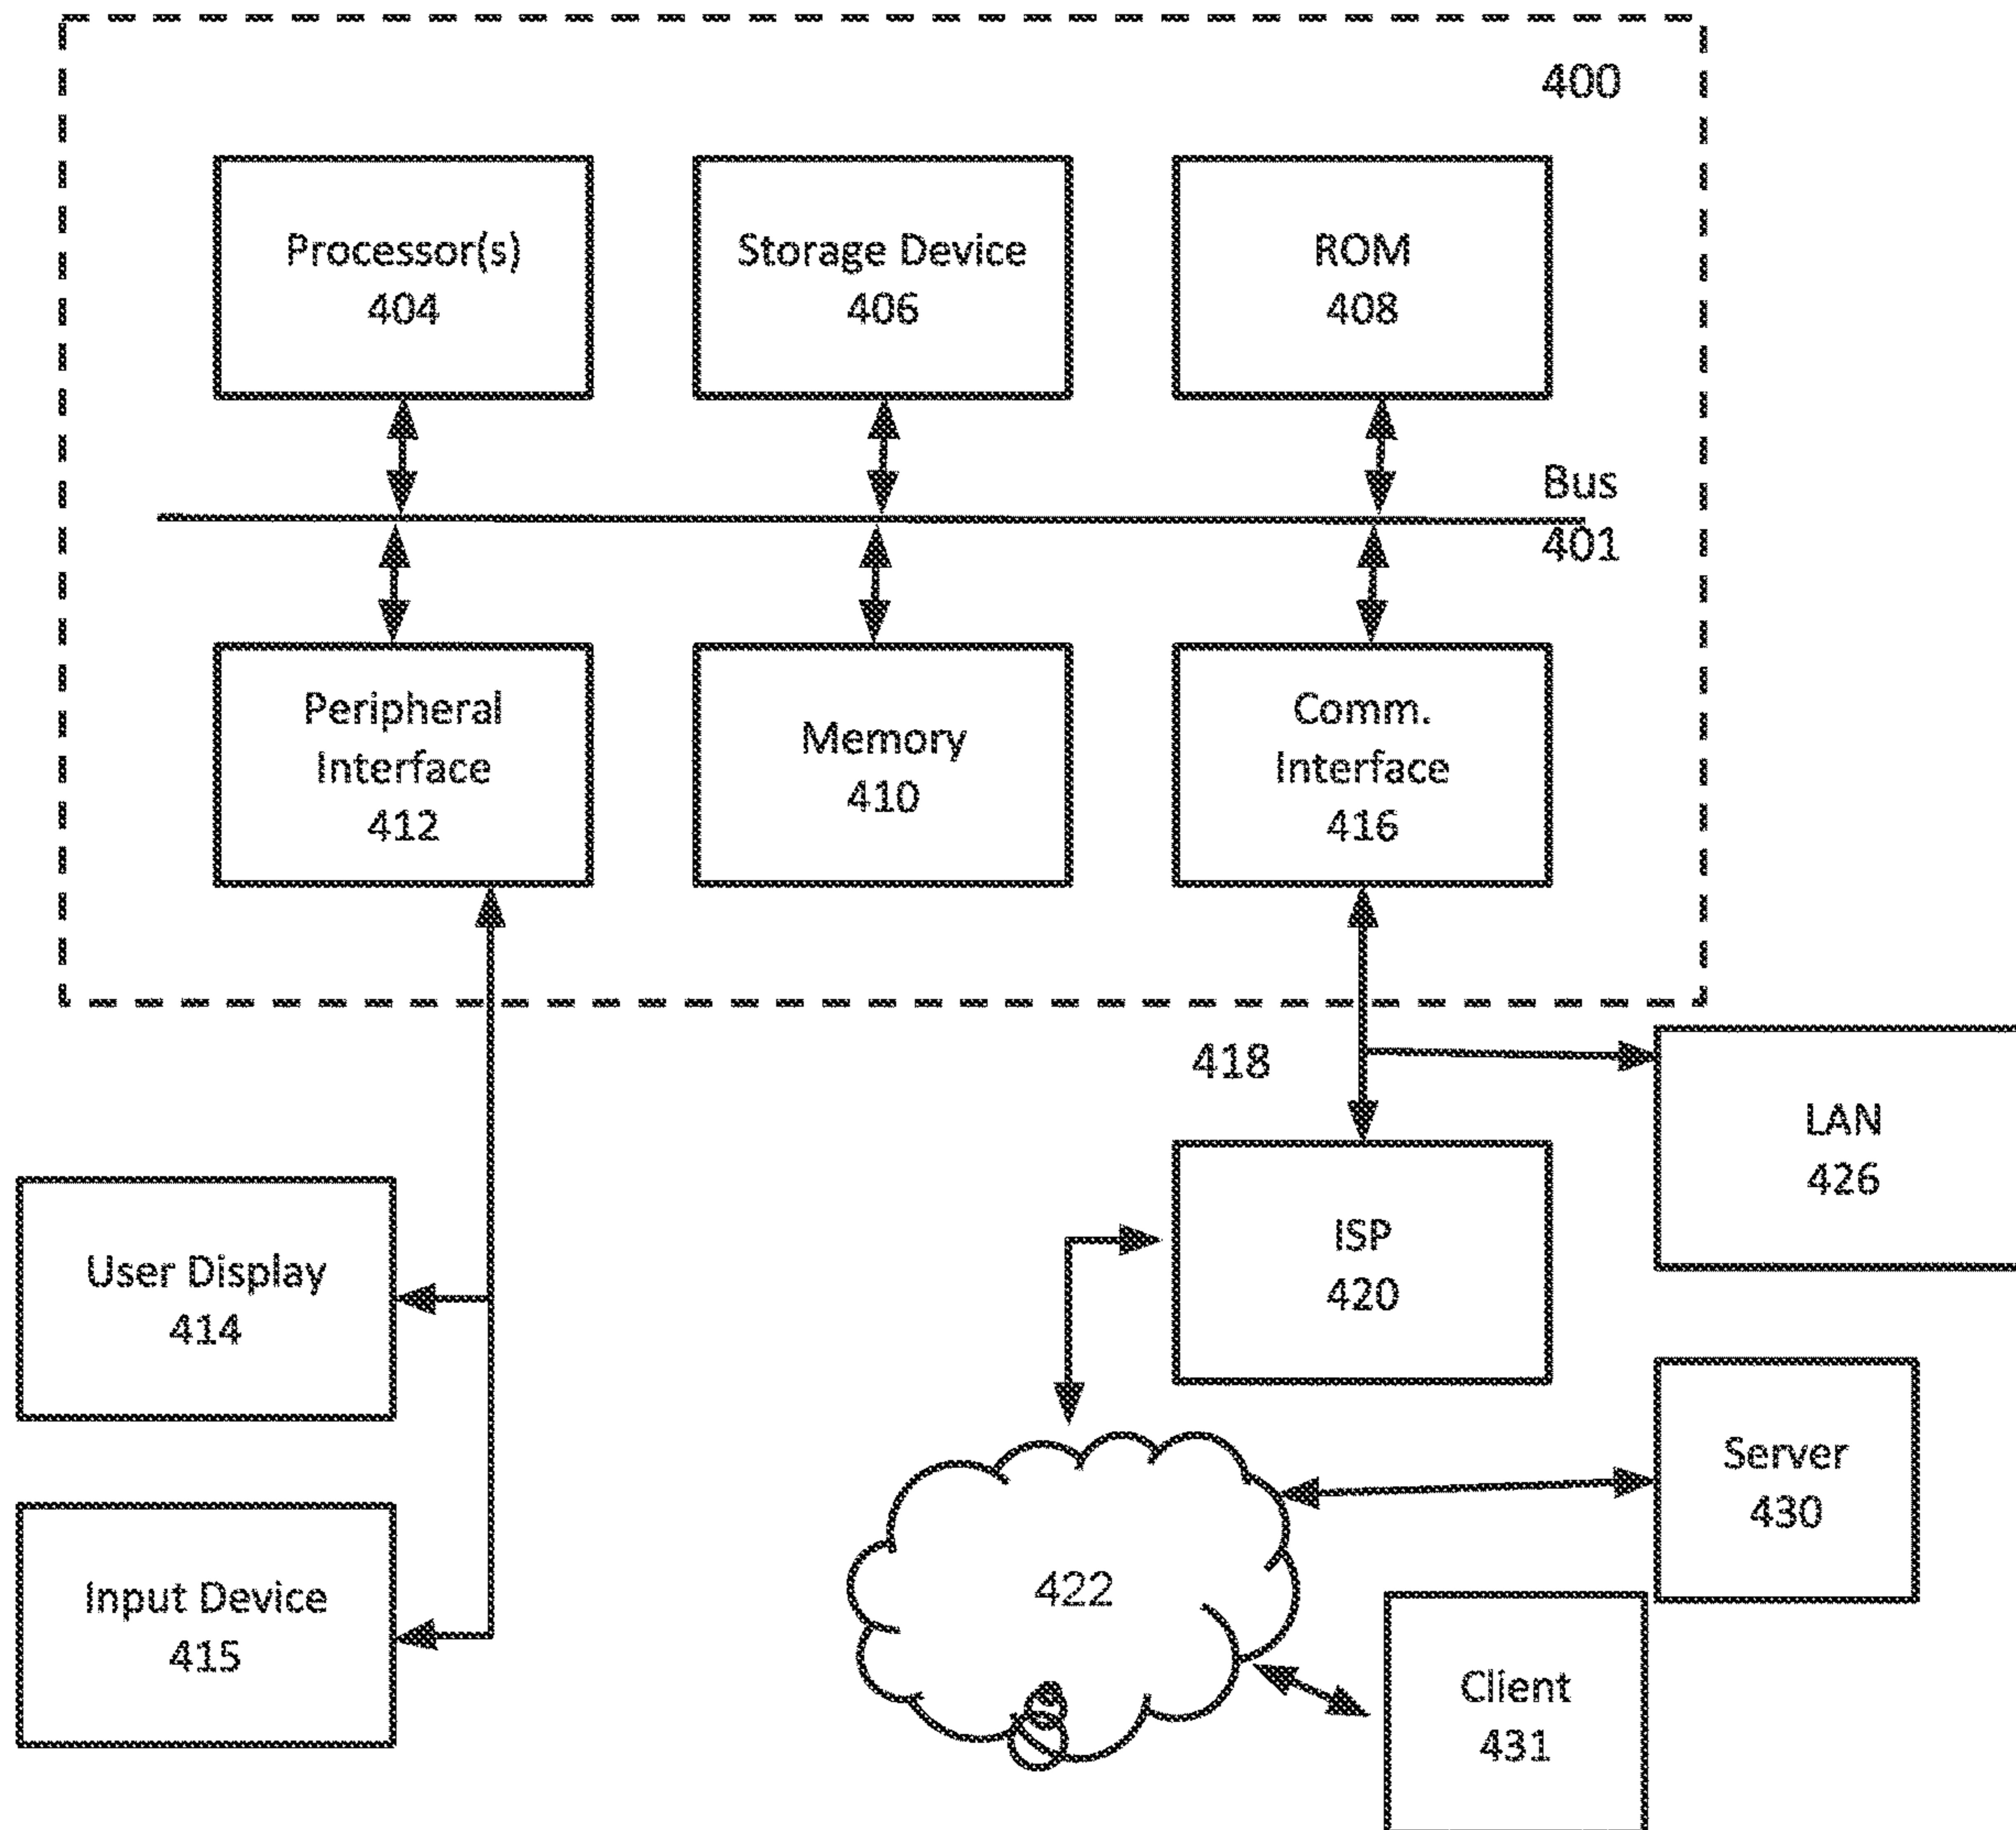 400
Processor(s)
404
Storage Device
406
ROM
408
Bus
401
Peripheral
Interface
412
Memory
410
Comm.
Interface
416
418
LAN
426
User Display
414
ISP
420
Server
430
Input Device
415
422
Client
431